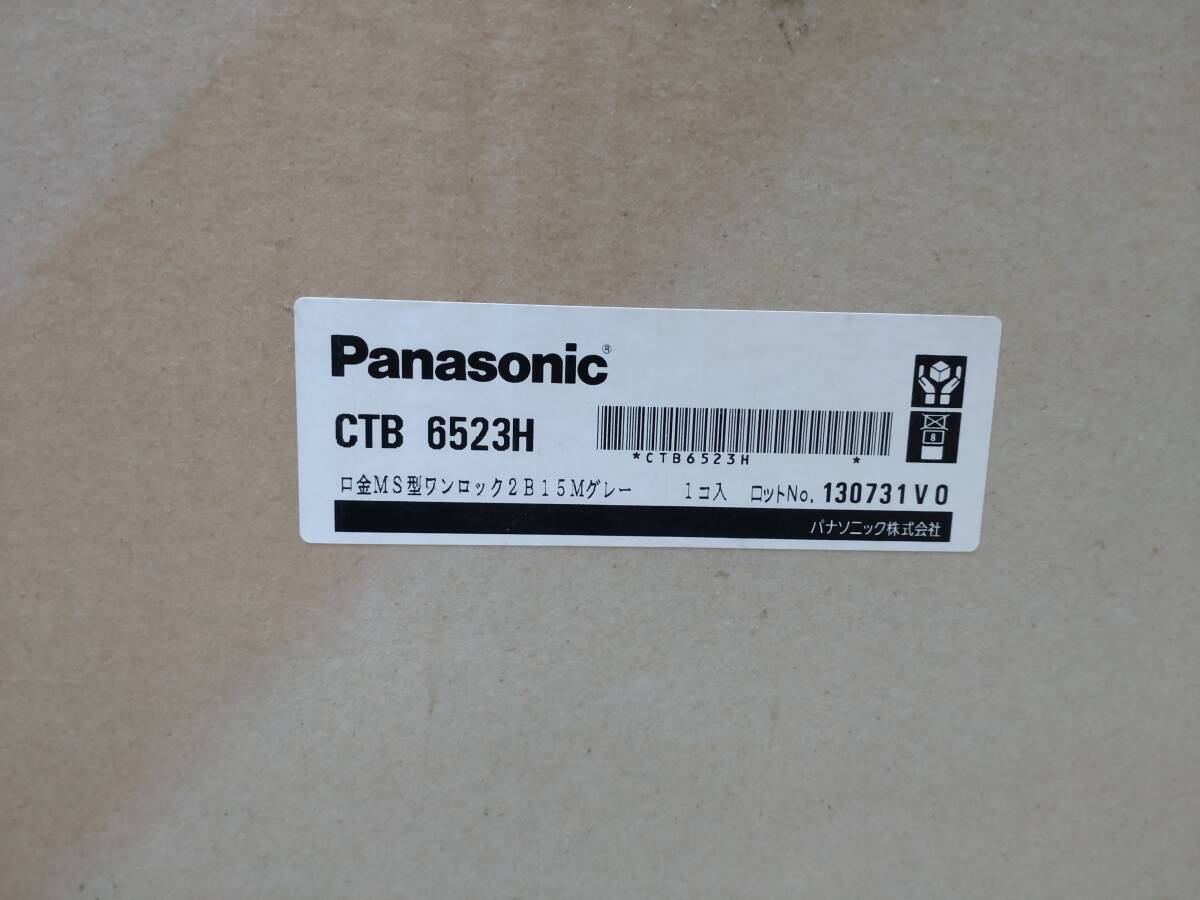 Panasonic®
CTB 6523H
*CTB6523H *
8
口金MS型ワンロック2B15Mグレー 1コ入 ロットNo. 130731V0
パナソニック株式会社